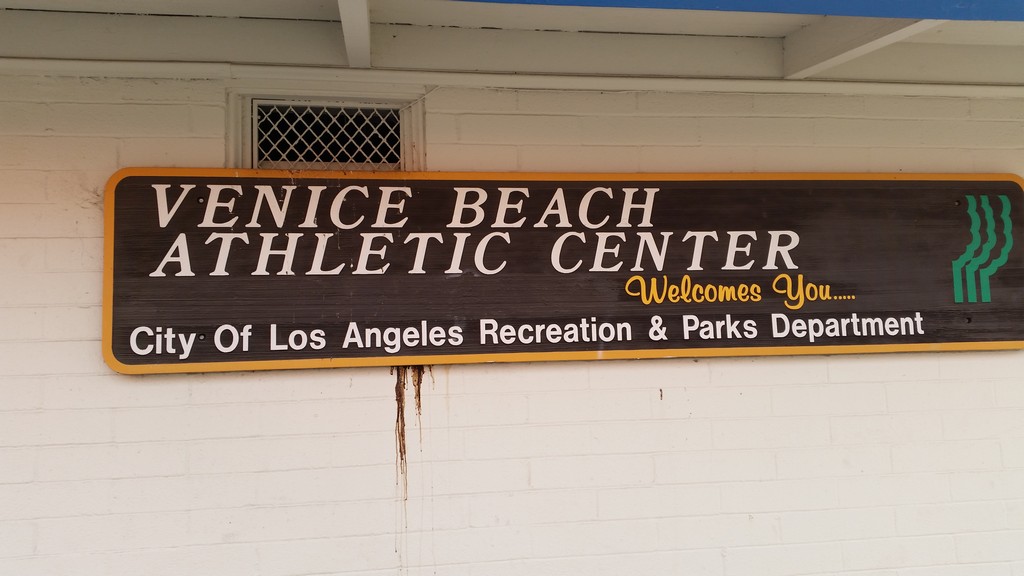 VENICE BEACH
ATHLETIC CENTER
Welcomes You.....
City Of Los Angeles Recreation & Parks Department